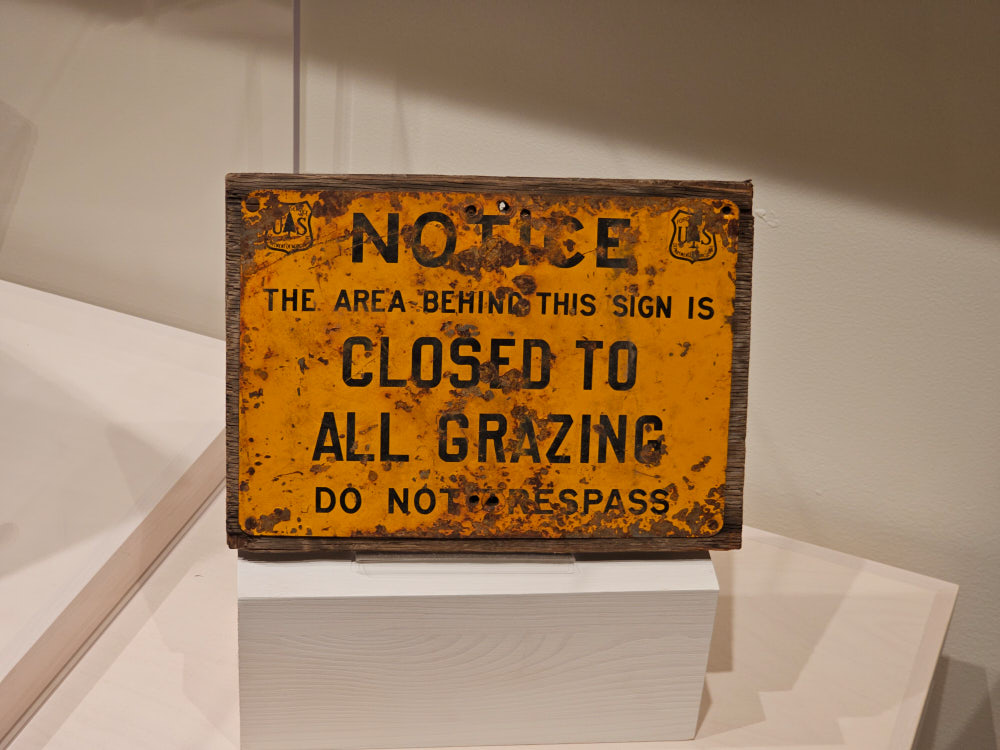 NOTICE
THE AREA BEHIND THIS SIGN IS
CLOSED TO
ALL GRAZING
DO NOT TRESPASS
U S
U S